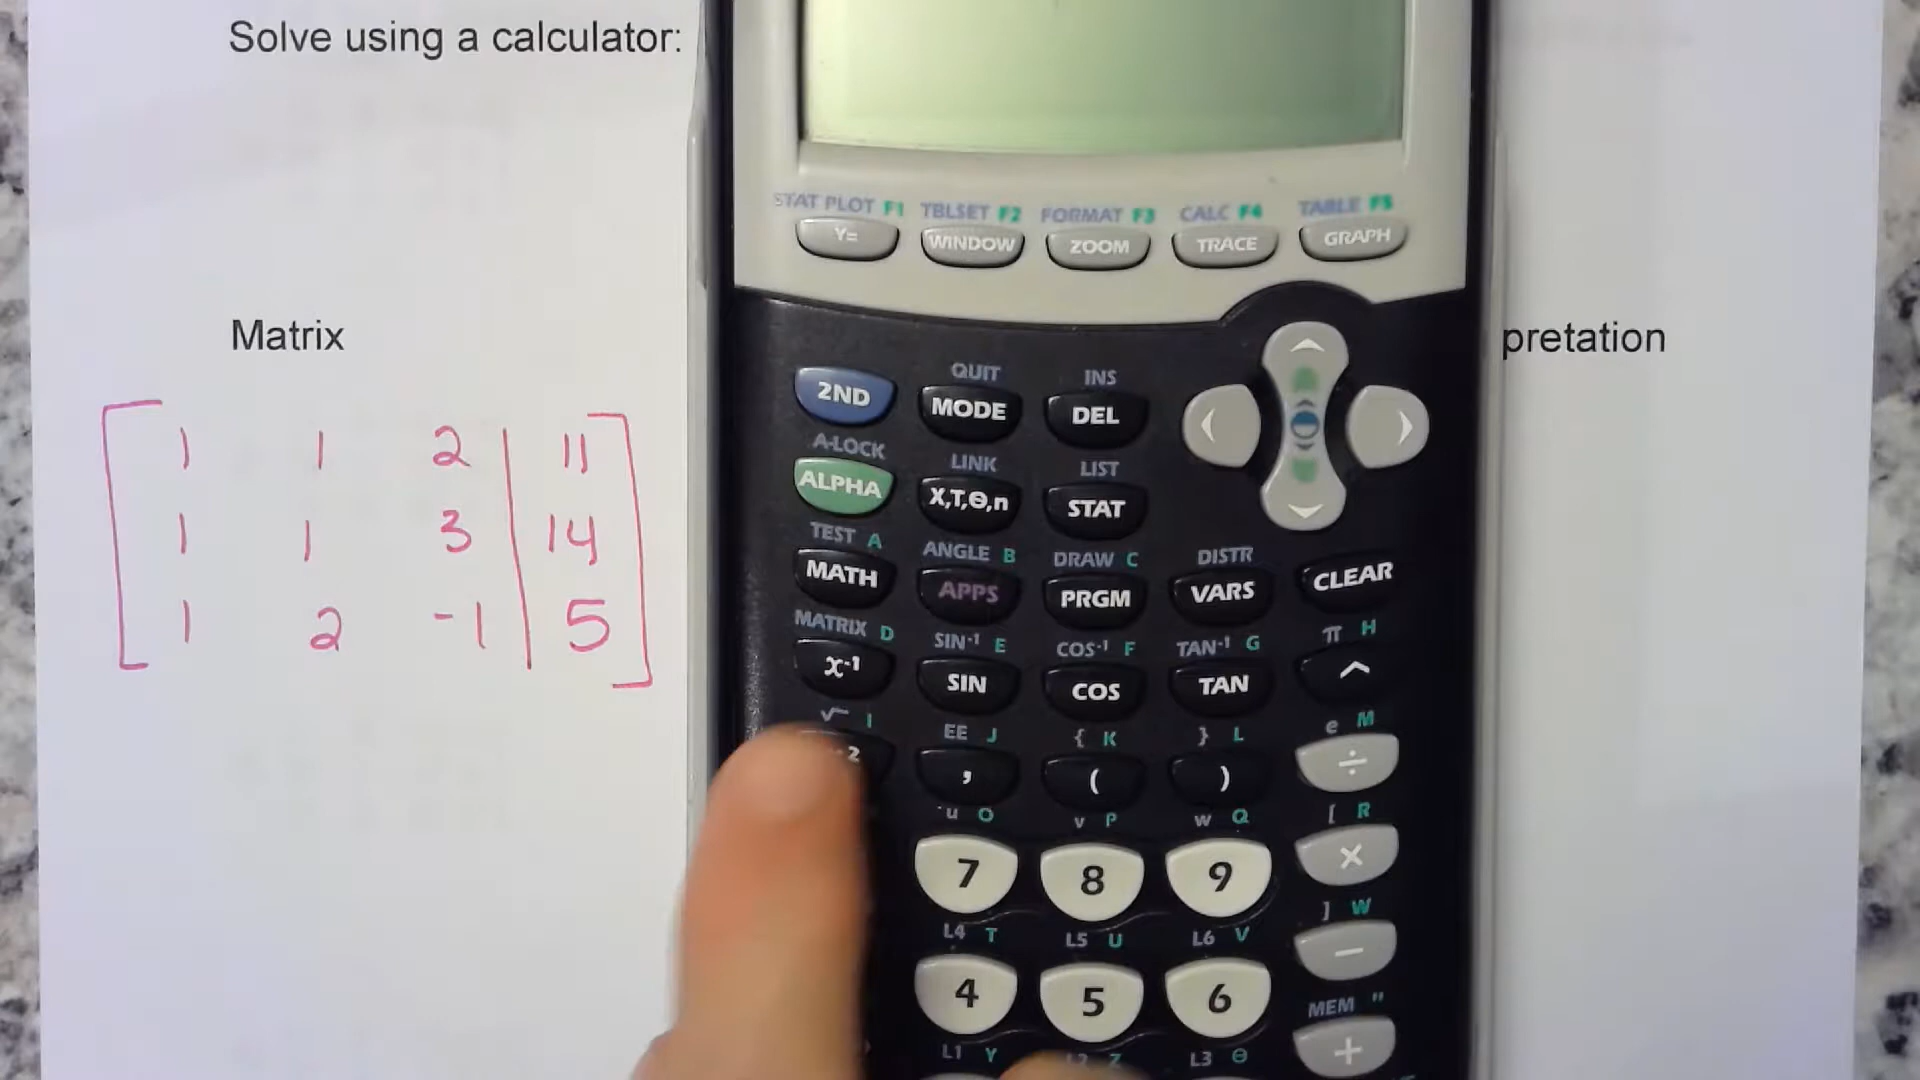 Solve using a calculator:
STAT PLOT F1 TBLSET F2 FORMAT F3 CALC F4 TABLE F5
Y= WINDOW ZOOM TRACE GRAPH
Matrix
pretation
QUIT INS
2ND MODE DEL
A-LOCK LINK LIST
ALPHA X,T,Θ,n STAT
TEST A ANGLE B DRAW C DISTR
MATH APPS PRGM VARS CLEAR
MATRIX D SIN⁻¹ E COS⁻¹ F TAN⁻¹ G π H
x⁻¹ SIN COS TAN ^
√ I EE J { K } L e M
2 , ( ) ÷
u O v P w Q [ R
7 8 9 ×
L4 T L5 U L6 V ] W
4 5 6 −
MEM "
L1 Y L2 Z L3 Θ
+
1 1 2 | 11
1 1 3 | 14
1 2 -1 | 5